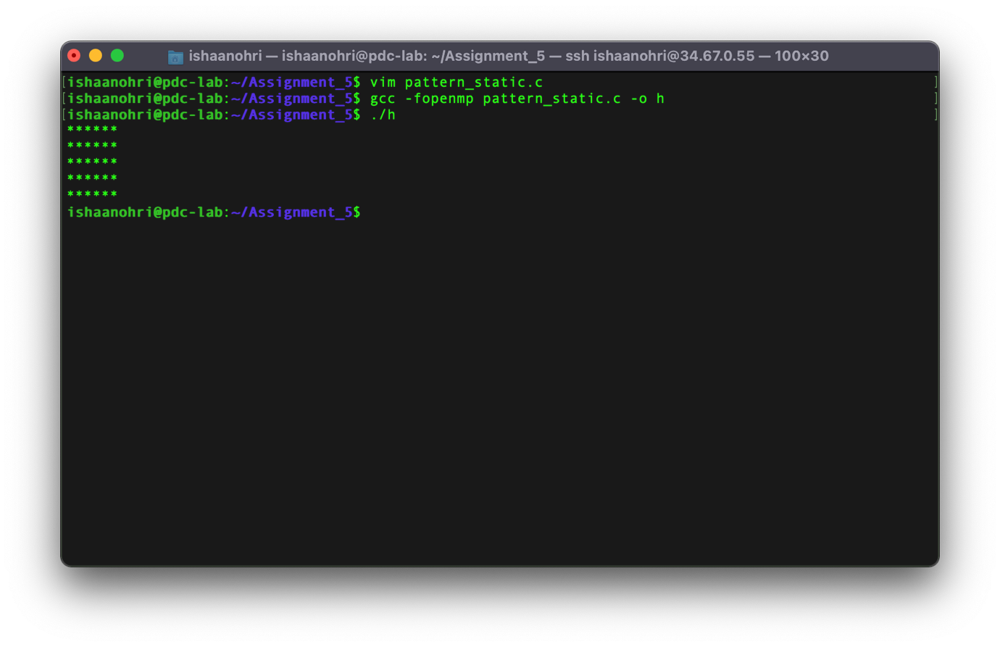 ishaanohri — ishaanohri@pdc-lab: ~/Assignment_5 — ssh ishaanohri@34.67.0.55 — 100×30
[ishaanohri@pdc-lab:~/Assignment_5$ vim pattern_static.c ]
[ishaanohri@pdc-lab:~/Assignment_5$ gcc -fopenmp pattern_static.c -o h ]
[ishaanohri@pdc-lab:~/Assignment_5$ ./h ]
******
******
******
******
******
ishaanohri@pdc-lab:~/Assignment_5$